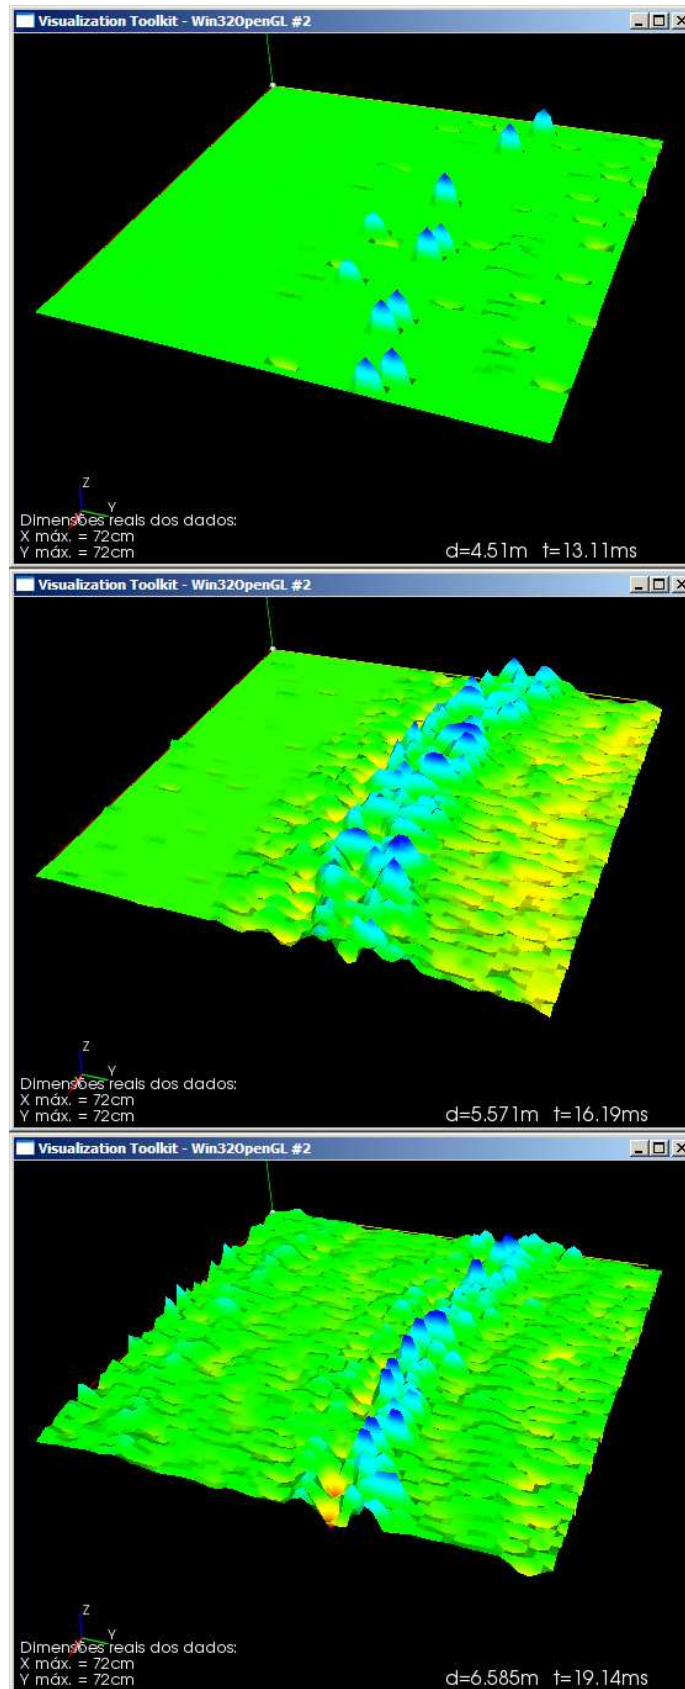 Visualization Toolkit - Win32OpenGL #2
Z
Y
X
Dimensões reais dos dados:
X máx. = 72cm
Y máx. = 72cm
d=4.51m t=13.11ms
Visualization Toolkit - Win32OpenGL #2
Z
Y
X
Dimensões reais dos dados:
X máx. = 72cm
Y máx. = 72cm
d=5.571m t=16.19ms
Visualization Toolkit - Win32OpenGL #2
Z
Y
X
Dimensões reais dos dados:
X máx. = 72cm
Y máx. = 72cm
d=6.585m t=19.14ms